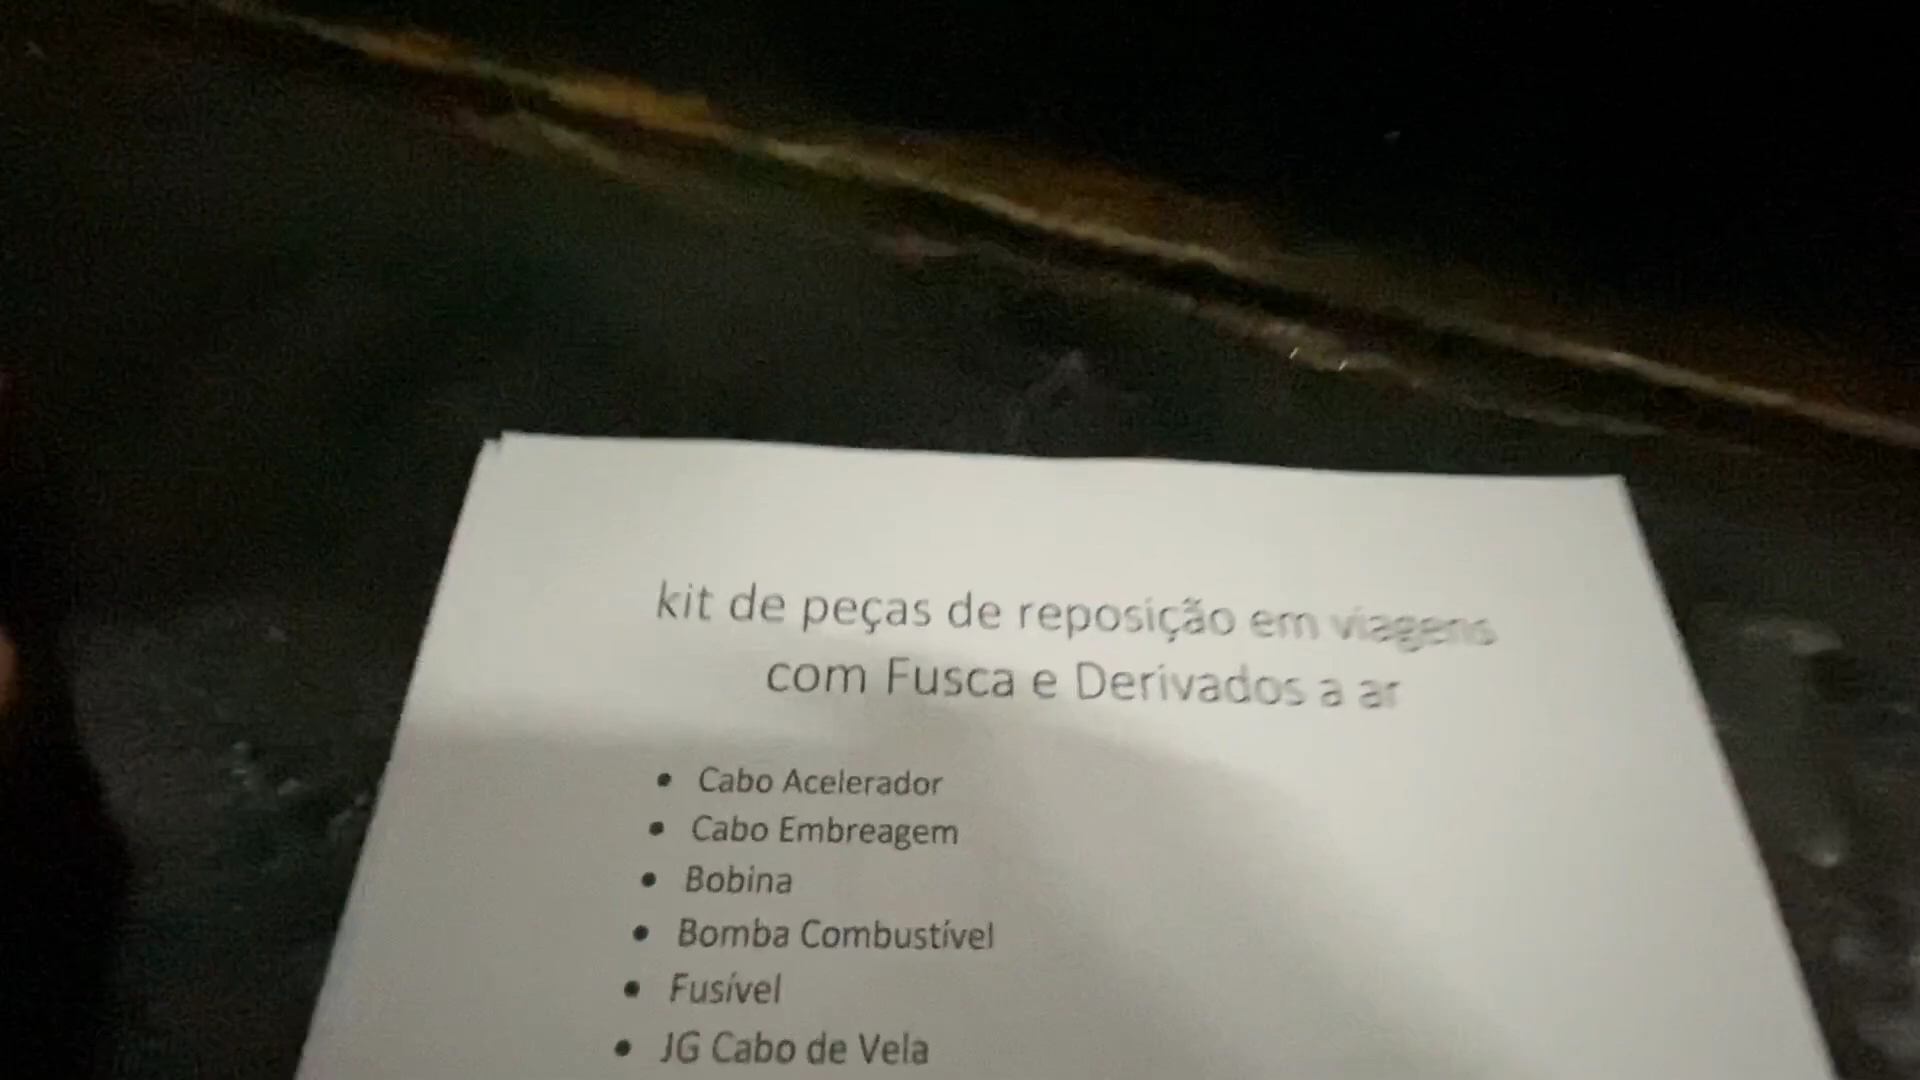 kit de peças de reposição em viagens
com Fusca e Derivados a ar
• Cabo Acelerador
• Cabo Embreagem
• Bobina
• Bomba Combustível
• Fusível
• JG Cabo de Vela